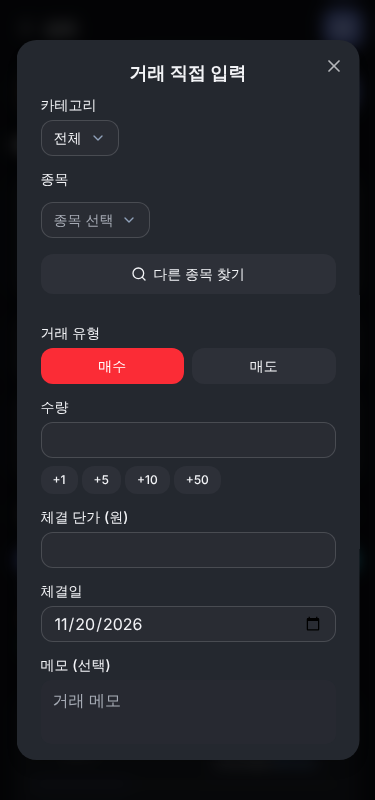 거래 직접 입력
카테고리
전체
종목
종목 선택
다른 종목 찾기
거래 유형
매수 매도
수량
+1 +5 +10 +50
체결 단가 (원)
체결일
11/20/2026
메모 (선택)
거래 메모